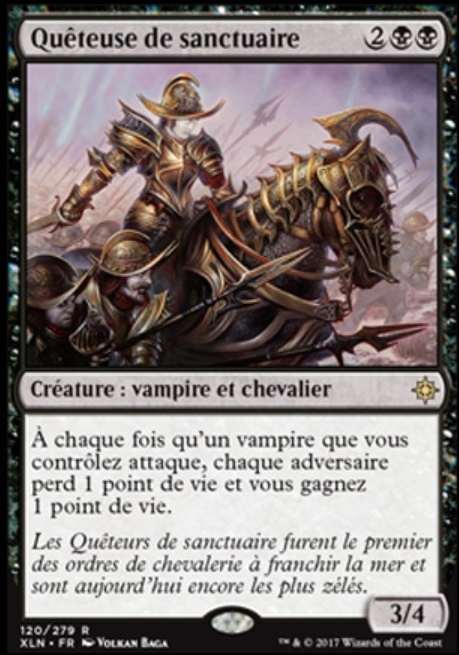 Quêteuse de sanctuaire 2
Créature : vampire et chevalier
À chaque fois qu'un vampire que vous
contrôlez attaque, chaque adversaire
perd 1 point de vie et vous gagnez
1 point de vie.
Les Quêteurs de sanctuaire furent le premier
des ordres de chevalerie à franchir la mer et
sont aujourd'hui encore les plus zélés.
3/4
120/279 R
XLN • FR Volkan Baga
™ & © 2017 Wizards of the Coast